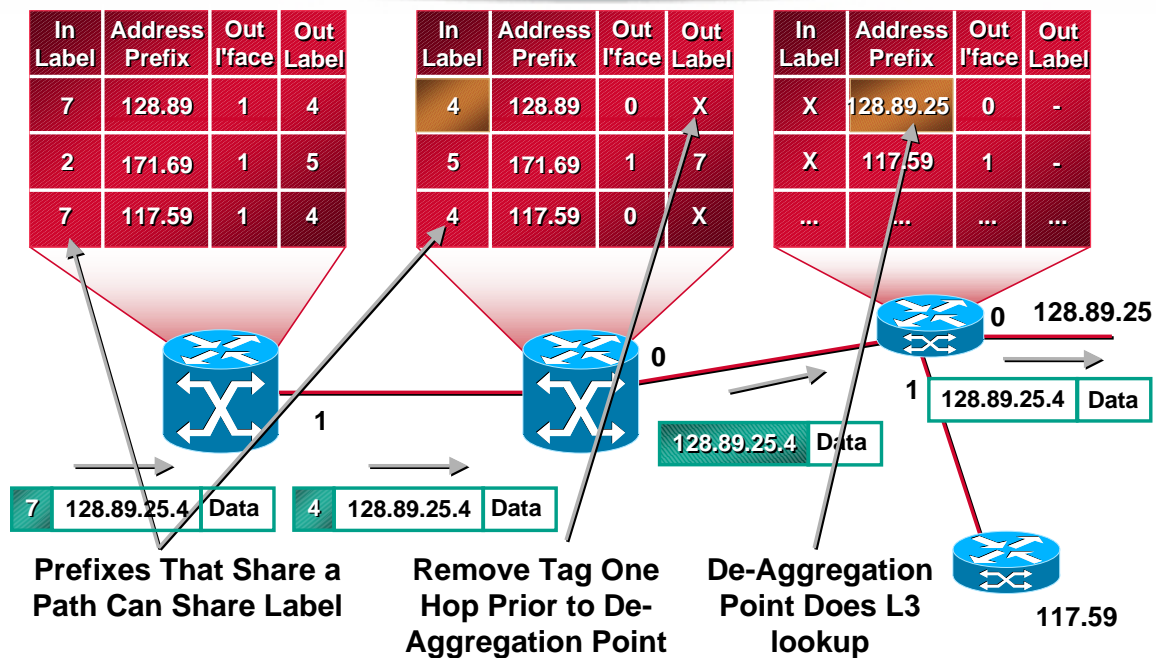 In Label Address Prefix Out I'face Out Label
7 128.89 1 4
2 171.69 1 5
7 117.59 1 4
In Label Address Prefix Out I'face Out Label
4 128.89 0 X
5 171.69 1 7
4 117.59 0 X
In Label Address Prefix Out I'face Out Label
X 128.89.25 0 -
X 117.59 1 -
... ... ... ...
0 128.89.25
0
1
1
128.89.25.4 Data
128.89.25.4 Data
7 128.89.25.4 Data
4 128.89.25.4 Data
Prefixes That Share a
Path Can Share Label
Remove Tag One
Hop Prior to De-
Aggregation Point
De-Aggregation
Point Does L3
lookup
117.59